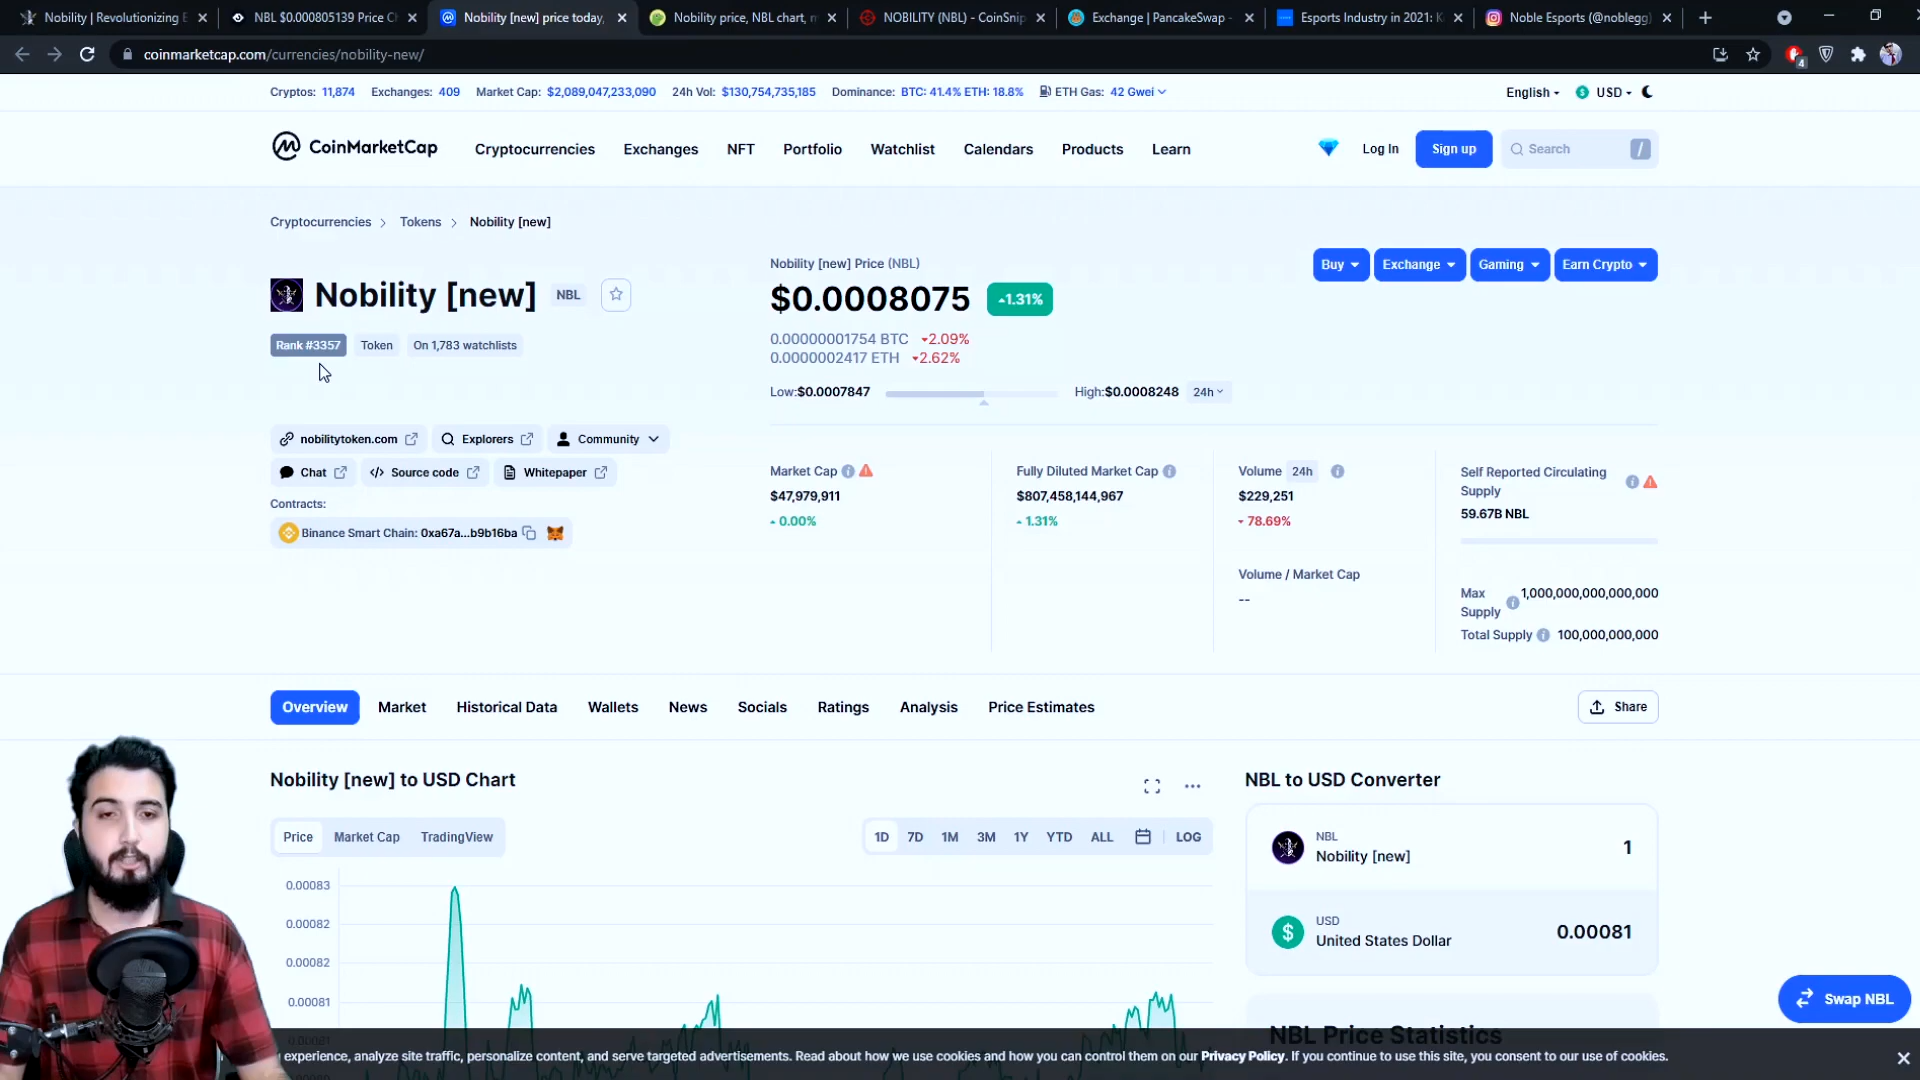 Nobility | Revolutionizing E
NBL $0.000805139 Price C
Nobility [new] price today,
Nobility price, NBL chart, m
NOBILITY (NBL) - CoinSnip
Exchange | PancakeSwap -
Esports Industry in 2021: K
Noble Esports (@noblegg)
coinmarketcap.com/currencies/nobility-new/
4
Cryptos: 11,874 Exchanges: 409 Market Cap: $2,089,047,233,090 24h Vol: $130,754,735,185 Dominance: BTC: 41.4% ETH: 18.8% ETH Gas: 42 Gwei
English USD
CoinMarketCap
Cryptocurrencies Exchanges NFT Portfolio Watchlist Calendars Products Learn
Log In Sign up Search /
Cryptocurrencies > Tokens > Nobility [new]
Nobility [new] NBL
Rank #3357 Token On 1,783 watchlists
nobilitytoken.com Explorers Community
Chat </> Source code Whitepaper
Contracts:
Binance Smart Chain: 0xa67a...b9b16ba
Nobility [new] Price (NBL)
$0.0008075 1.31%
0.00000001754 BTC 2.09%
0.0000002417 ETH 2.62%
Low:$0.0007847 High:$0.0008248 24h
Buy Exchange Gaming Earn Crypto
Market Cap
$47,979,911
0.00%
Fully Diluted Market Cap
$807,458,144,967
1.31%
Volume 24h
$229,251
78.69%
Volume / Market Cap
--
Self Reported Circulating
Supply
59.67B NBL
Max
Supply
1,000,000,000,000,000
Total Supply 100,000,000,000
Overview Market Historical Data Wallets News Socials Ratings Analysis Price Estimates
Share
Nobility [new] to USD Chart
Price Market Cap TradingView
1D 7D 1M 3M 1Y YTD ALL LOG
0.00083
0.00082
0.00082
0.00081
NBL to USD Converter
NBL
Nobility [new]
1
USD
United States Dollar
0.00081
Swap NBL
NBL Price Statistics
experience, analyze site traffic, personalize content, and serve targeted advertisements. Read about how we use cookies and how you can control them on our Privacy Policy. If you continue to use this site, you consent to our use of cookies.